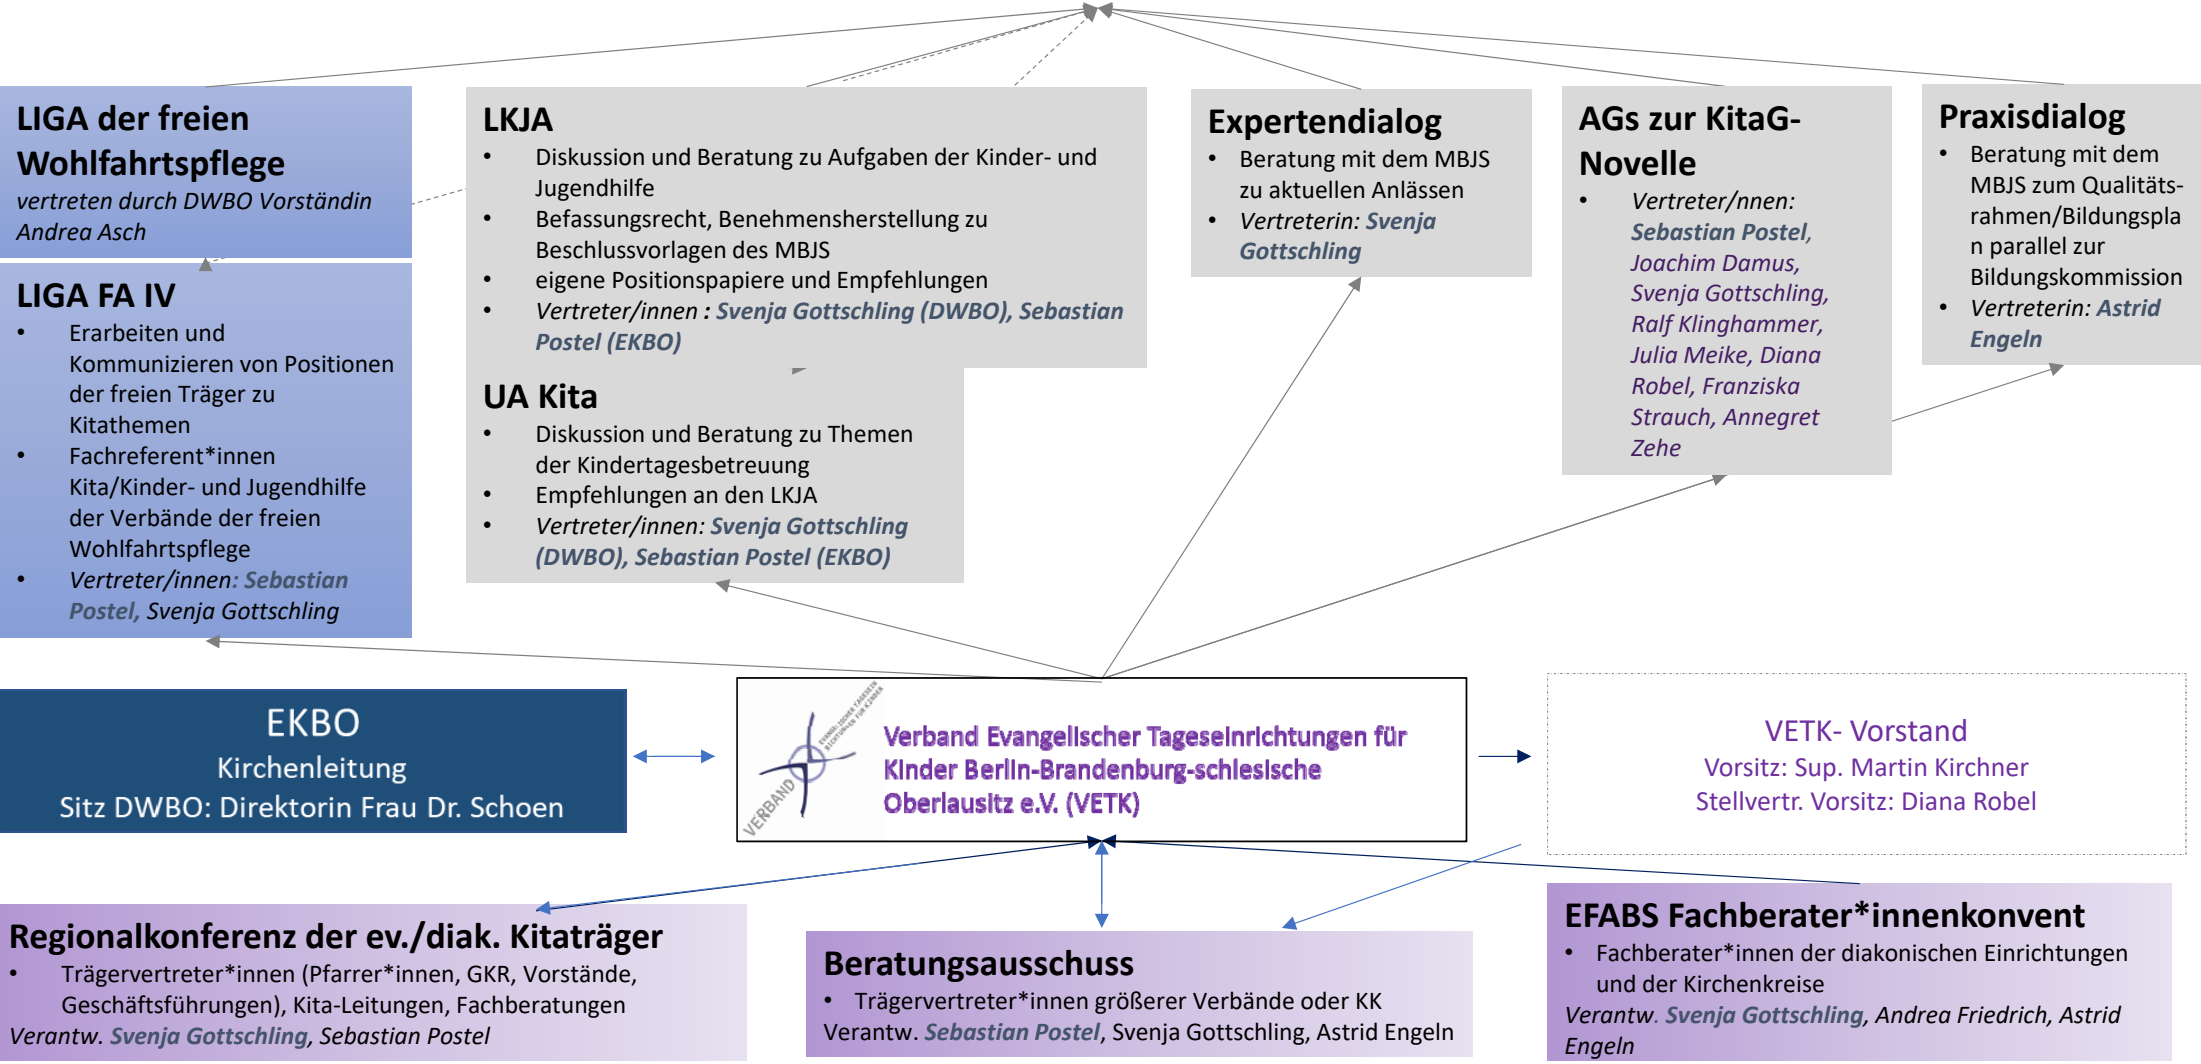 LIGA der freien
Wohlfahrtspflege
vertreten durch DWBO Vorständin
Andrea Asch
LIGA FA IV
• Erarbeiten und
Kommunizieren von Positionen
der freien Träger zu
Kitathemen
• Fachreferent*innen
Kita/Kinder- und Jugendhilfe
der Verbände der freien
Wohlfahrtspflege
• Vertreter/innen: Sebastian
Postel, Svenja Gottschling
LKJA
• Diskussion und Beratung zu Aufgaben der Kinder- und
Jugendhilfe
• Befassungsrecht, Benehmensherstellung zu
Beschlussvorlagen des MBJS
• eigene Positionspapiere und Empfehlungen
• Vertreter/innen : Svenja Gottschling (DWBO), Sebastian
Postel (EKBO)
UA Kita
• Diskussion und Beratung zu Themen
der Kindertagesbetreuung
• Empfehlungen an den LKJA
• Vertreter/innen: Svenja Gottschling
(DWBO), Sebastian Postel (EKBO)
Expertendialog
• Beratung mit dem MBJS
zu aktuellen Anlässen
• Vertreterin: Svenja
Gottschling
AGs zur KitaG-
Novelle
• Vertreter/nnen:
Sebastian Postel,
Joachim Damus,
Svenja Gottschling,
Ralf Klinghammer,
Julia Meike, Diana
Robel, Franziska
Strauch, Annegret
Zehe
Praxisdialog
• Beratung mit dem
MBJS zum Qualitäts-
rahmen/Bildungspla
n parallel zur
Bildungskommission
• Vertreterin: Astrid
Engeln
EKBO
Kirchenleitung
Sitz DWBO: Direktorin Frau Dr. Schoen
VERBAND
EVANGELISCHER TAGESEIN
RICHTUNGEN FÜR KINDER
Verband Evangelischer Tageseinrichtungen für
Kinder Berlin-Brandenburg-schlesische
Oberlausitz e.V. (VETK)
VETK- Vorstand
Vorsitz: Sup. Martin Kirchner
Stellvertr. Vorsitz: Diana Robel
Regionalkonferenz der ev./diak. Kitaträger
• Trägervertreter*innen (Pfarrer*innen, GKR, Vorstände,
Geschäftsführungen), Kita-Leitungen, Fachberatungen
Verantw. Svenja Gottschling, Sebastian Postel
Beratungsausschuss
• Trägervertreter*innen größerer Verbände oder KK
Verantw. Sebastian Postel, Svenja Gottschling, Astrid Engeln
EFABS Fachberater*innenkonvent
• Fachberater*innen der diakonischen Einrichtungen
und der Kirchenkreise
Verantw. Svenja Gottschling, Andrea Friedrich, Astrid
Engeln